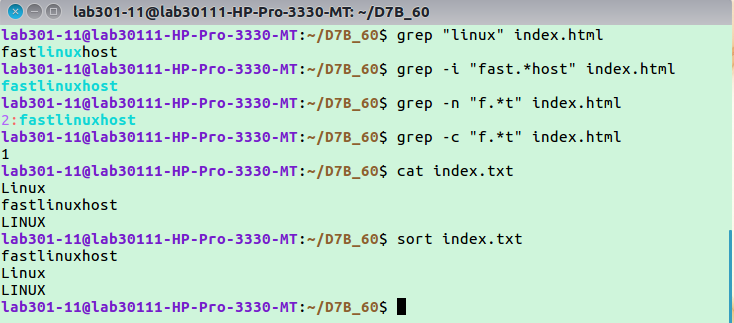 lab301-11@lab30111-HP-Pro-3330-MT: ~/D7B_60
lab301-11@lab30111-HP-Pro-3330-MT:~/D7B_60$ grep "linux" index.html
fastlinuxhost
lab301-11@lab30111-HP-Pro-3330-MT:~/D7B_60$ grep -i "fast.*host" index.html
fastlinuxhost
lab301-11@lab30111-HP-Pro-3330-MT:~/D7B_60$ grep -n "f.*t" index.html
2:fastlinuxhost
lab301-11@lab30111-HP-Pro-3330-MT:~/D7B_60$ grep -c "f.*t" index.html
1
lab301-11@lab30111-HP-Pro-3330-MT:~/D7B_60$ cat index.txt
Linux
fastlinuxhost
LINUX
lab301-11@lab30111-HP-Pro-3330-MT:~/D7B_60$ sort index.txt
fastlinuxhost
Linux
LINUX
lab301-11@lab30111-HP-Pro-3330-MT:~/D7B_60$